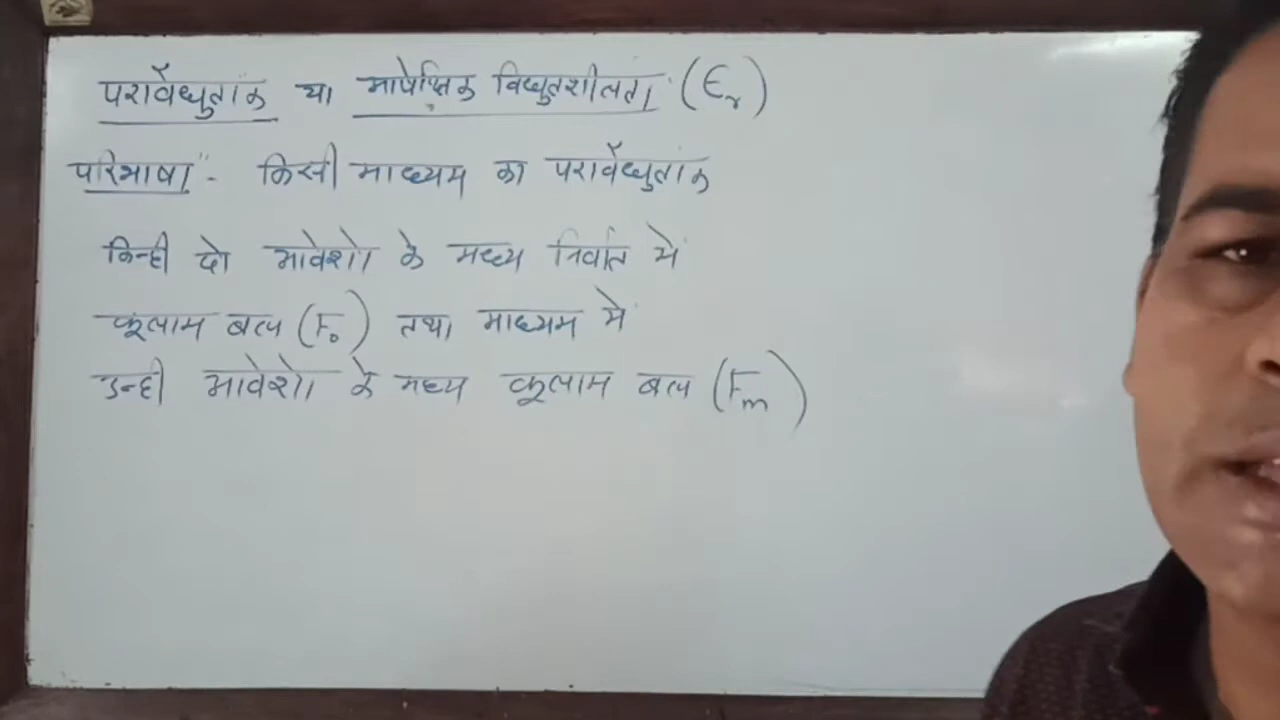 परावैद्युतांक या आपेक्षिक विद्युतशीलता (ϵr)
परिभाषा :- किसी माध्यम का परावैद्युतांक
किन्ही दो आवेशो के मध्य निर्वात मे
कूलाम बल (F₀) तथा माध्यम मे
उन्ही आवेशो के मध्य कूलाम बल (Fm)